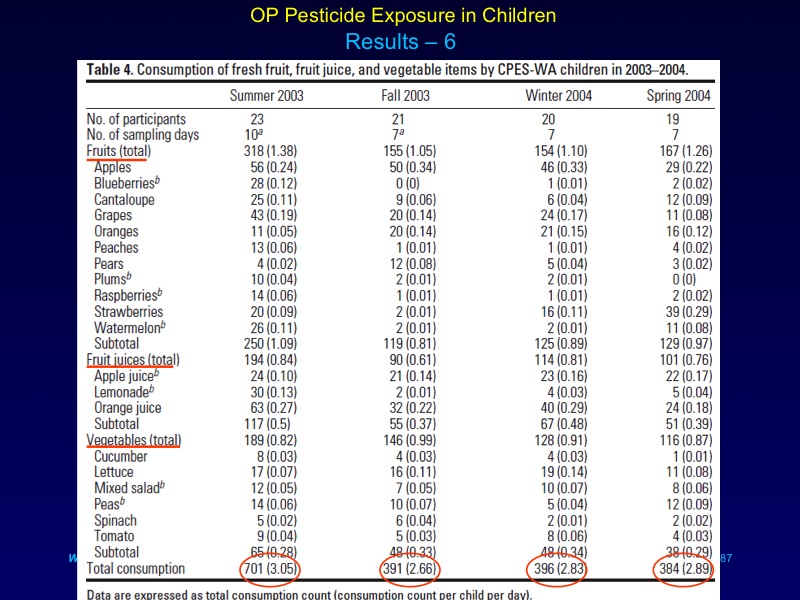 OP Pesticide Exposure in Children
Results – 6
Table 4. Consumption of fresh fruit, fruit juice, and vegetable items by CPES-WA children in 2003–2004.
Summer 2003 Fall 2003 Winter 2004 Spring 2004
No. of participants 23 21 20 19
No. of sampling days 10a 7a 7 7
Fruits (total) 318 (1.38) 155 (1.05) 154 (1.10) 167 (1.26)
Apples 56 (0.24) 50 (0.34) 46 (0.33) 29 (0.22)
Blueberriesb 28 (0.12) 0 (0) 1 (0.01) 2 (0.02)
Cantaloupe 25 (0.11) 9 (0.06) 6 (0.04) 12 (0.09)
Grapes 43 (0.19) 20 (0.14) 24 (0.17) 11 (0.08)
Oranges 11 (0.05) 20 (0.14) 21 (0.15) 16 (0.12)
Peaches 13 (0.06) 1 (0.01) 1 (0.01) 4 (0.02)
Pears 4 (0.02) 12 (0.08) 5 (0.04) 3 (0.02)
Plumsb 10 (0.04) 2 (0.01) 2 (0.01) 0 (0)
Raspberriesb 14 (0.06) 1 (0.01) 1 (0.01) 2 (0.02)
Strawberries 20 (0.09) 2 (0.01) 16 (0.11) 39 (0.29)
Watermelonb 26 (0.11) 2 (0.01) 2 (0.01) 11 (0.08)
Subtotal 250 (1.09) 119 (0.81) 125 (0.89) 129 (0.97)
Fruit juices (total) 194 (0.84) 90 (0.61) 114 (0.81) 101 (0.76)
Apple juiceb 24 (0.10) 21 (0.14) 23 (0.16) 22 (0.17)
Lemonadeb 30 (0.13) 2 (0.01) 4 (0.03) 5 (0.04)
Orange juice 63 (0.27) 32 (0.22) 40 (0.29) 24 (0.18)
Subtotal 117 (0.5) 55 (0.37) 67 (0.48) 51 (0.39)
Vegetables (total) 189 (0.82) 146 (0.99) 128 (0.91) 116 (0.87)
Cucumber 8 (0.03) 4 (0.03) 4 (0.03) 1 (0.01)
Lettuce 17 (0.07) 16 (0.11) 19 (0.14) 11 (0.08)
Mixed saladb 12 (0.05) 7 (0.05) 10 (0.07) 8 (0.06)
Peasb 14 (0.06) 10 (0.07) 5 (0.04) 12 (0.09)
Spinach 5 (0.02) 6 (0.04) 2 (0.01) 2 (0.02)
Tomato 9 (0.04) 5 (0.03) 8 (0.06) 4 (0.03)
Subtotal 65 (0.28) 48 (0.33) 48 (0.34) 38 (0.29)
W 87
Total consumption 701 (3.05) 391 (2.66) 396 (2.83) 384 (2.89)
Data are expressed as total consumption count (consumption count per child per day).